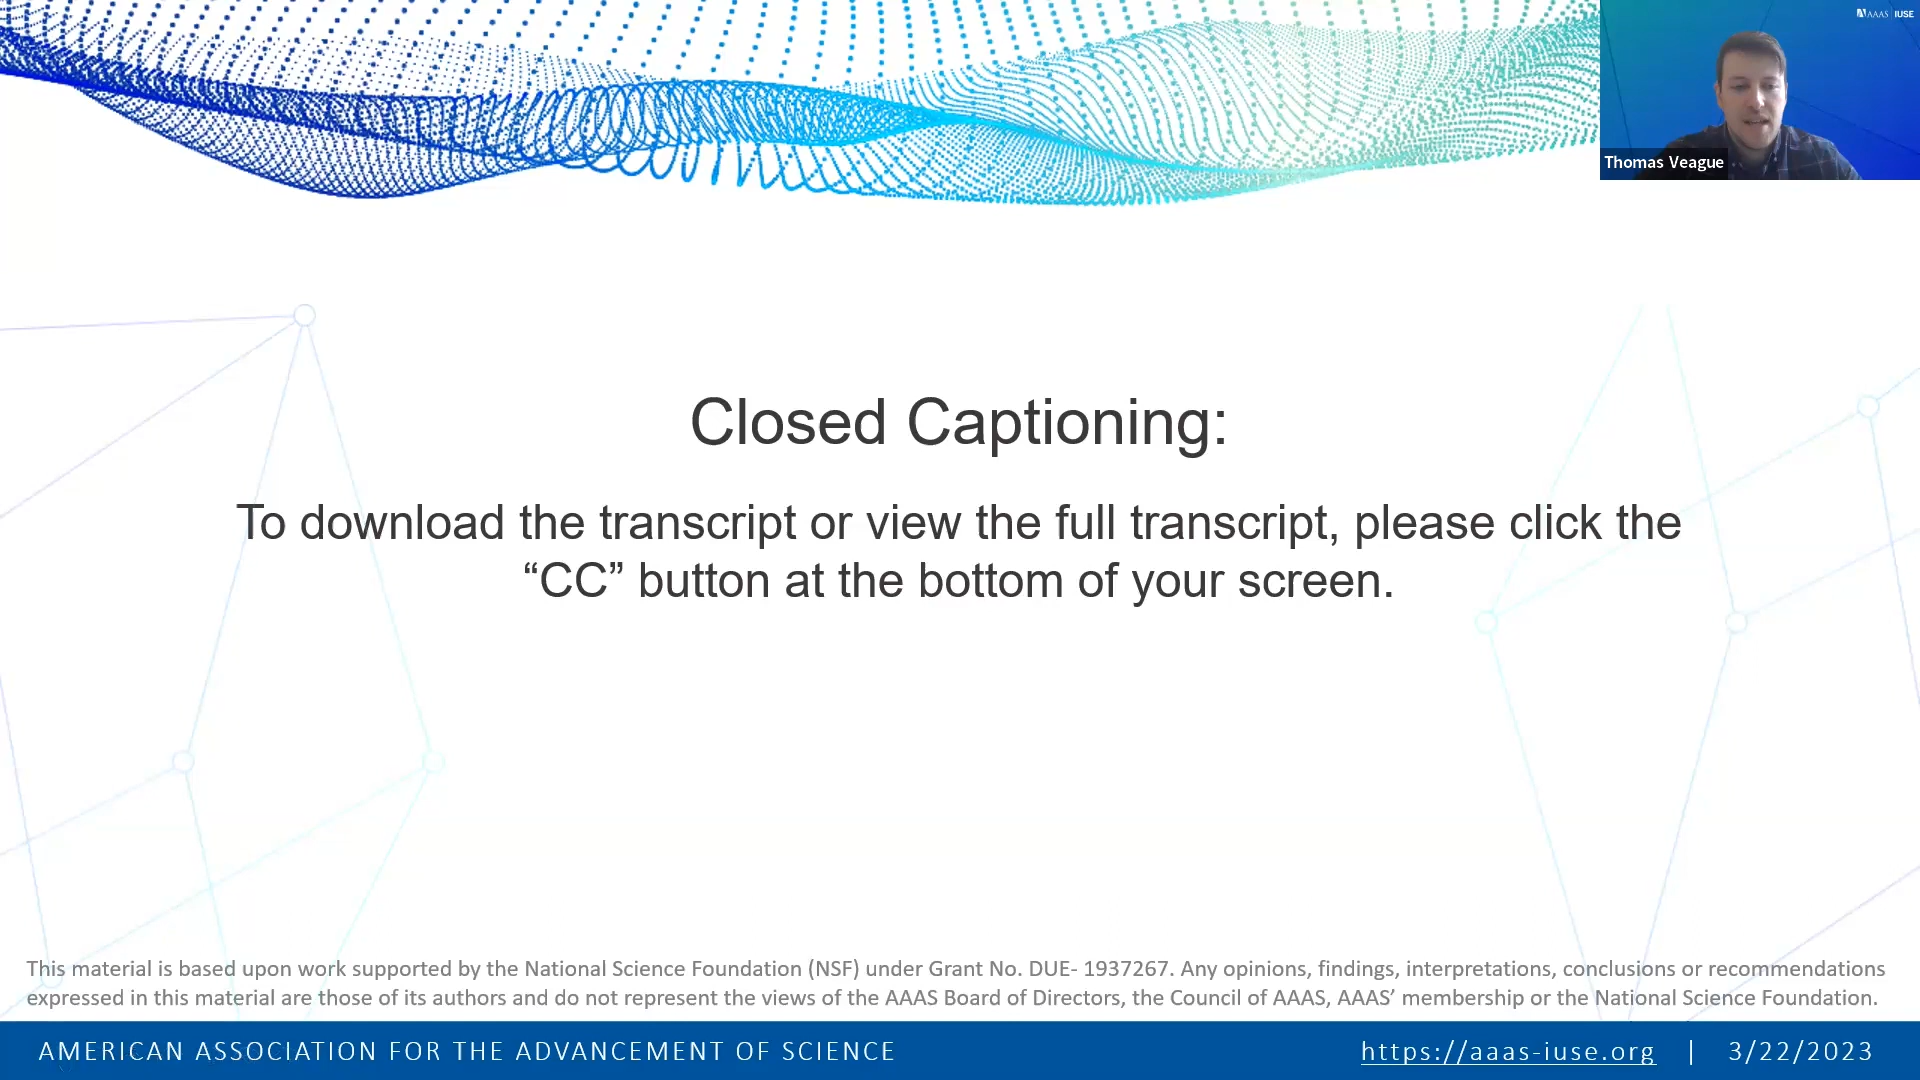 AAAS IUSE
Thomas Veague
Closed Captioning:
To download the transcript or view the full transcript, please click the
“CC” button at the bottom of your screen.
This material is based upon work supported by the National Science Foundation (NSF) under Grant No. DUE- 1937267. Any opinions, findings, interpretations, conclusions or recommendations
expressed in this material are those of its authors and do not represent the views of the AAAS Board of Directors, the Council of AAAS, AAAS’ membership or the National Science Foundation.
AMERICAN ASSOCIATION FOR THE ADVANCEMENT OF SCIENCE
https://aaas-iuse.org | 3/22/2023